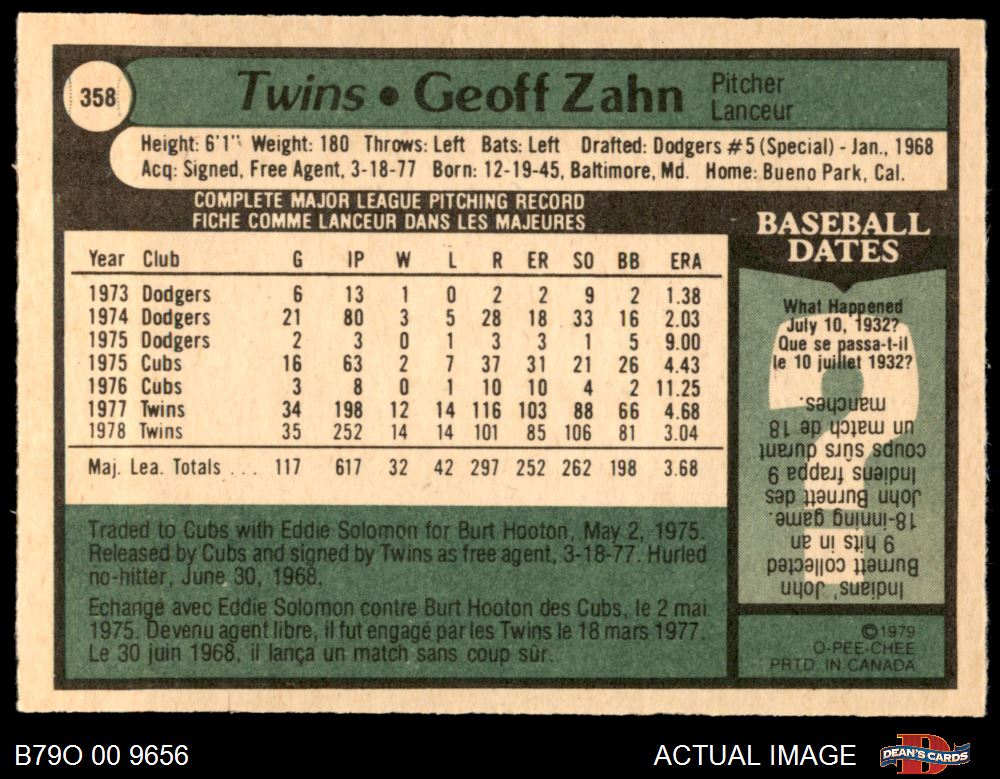 358
Twins • Geoff Zahn
Pitcher
Lanceur
Height: 6'1" Weight: 180 Throws: Left Bats: Left Drafted: Dodgers #5 (Special) - Jan., 1968
Acq: Signed, Free Agent, 3-18-77 Born: 12-19-45, Baltimore, Md. Home: Bueno Park, Cal.
COMPLETE MAJOR LEAGUE PITCHING RECORD
FICHE COMME LANCEUR DANS LES MAJEURES
Year Club G IP W L R ER SO BB ERA
1973 Dodgers 6 13 1 0 2 2 9 2 1.38
1974 Dodgers 21 80 3 5 28 18 33 16 2.03
1975 Dodgers 2 3 0 1 3 3 1 5 9.00
1975 Cubs 16 63 2 7 37 31 21 26 4.43
1976 Cubs 3 8 0 1 10 10 4 2 11.25
1977 Twins 34 198 12 14 116 103 88 66 4.68
1978 Twins 35 252 14 14 101 85 106 81 3.04
Maj. Lea. Totals ... 117 617 32 42 297 252 262 198 3.68
Traded to Cubs with Eddie Solomon for Burt Hooton, May 2, 1975.
Released by Cubs and signed by Twins as free agent, 3-18-77. Hurled
no-hitter, June 30, 1968.
Echangé avec Eddie Solomon contre Burt Hooton des Cubs, le 2 mai
1975. Devenu agent libre, il fut engagé par les Twins le 18 mars 1977.
Le 30 juin 1968, il lança un match sans coup sûr.
BASEBALL
DATES
What Happened
July 10, 1932?
Que se passa-t-il
le 10 juillet 1932?
Indians' John
Burnett collected
9 hits in an
18-inning game.
John Burnett des
Indiens frappa 9
coups sûrs durant
un match de 18
manches.
©1979
O-PEE-CHEE
PRTD. IN CANADA
B79O 00 9656
ACTUAL IMAGE
DEAN'S CARDS